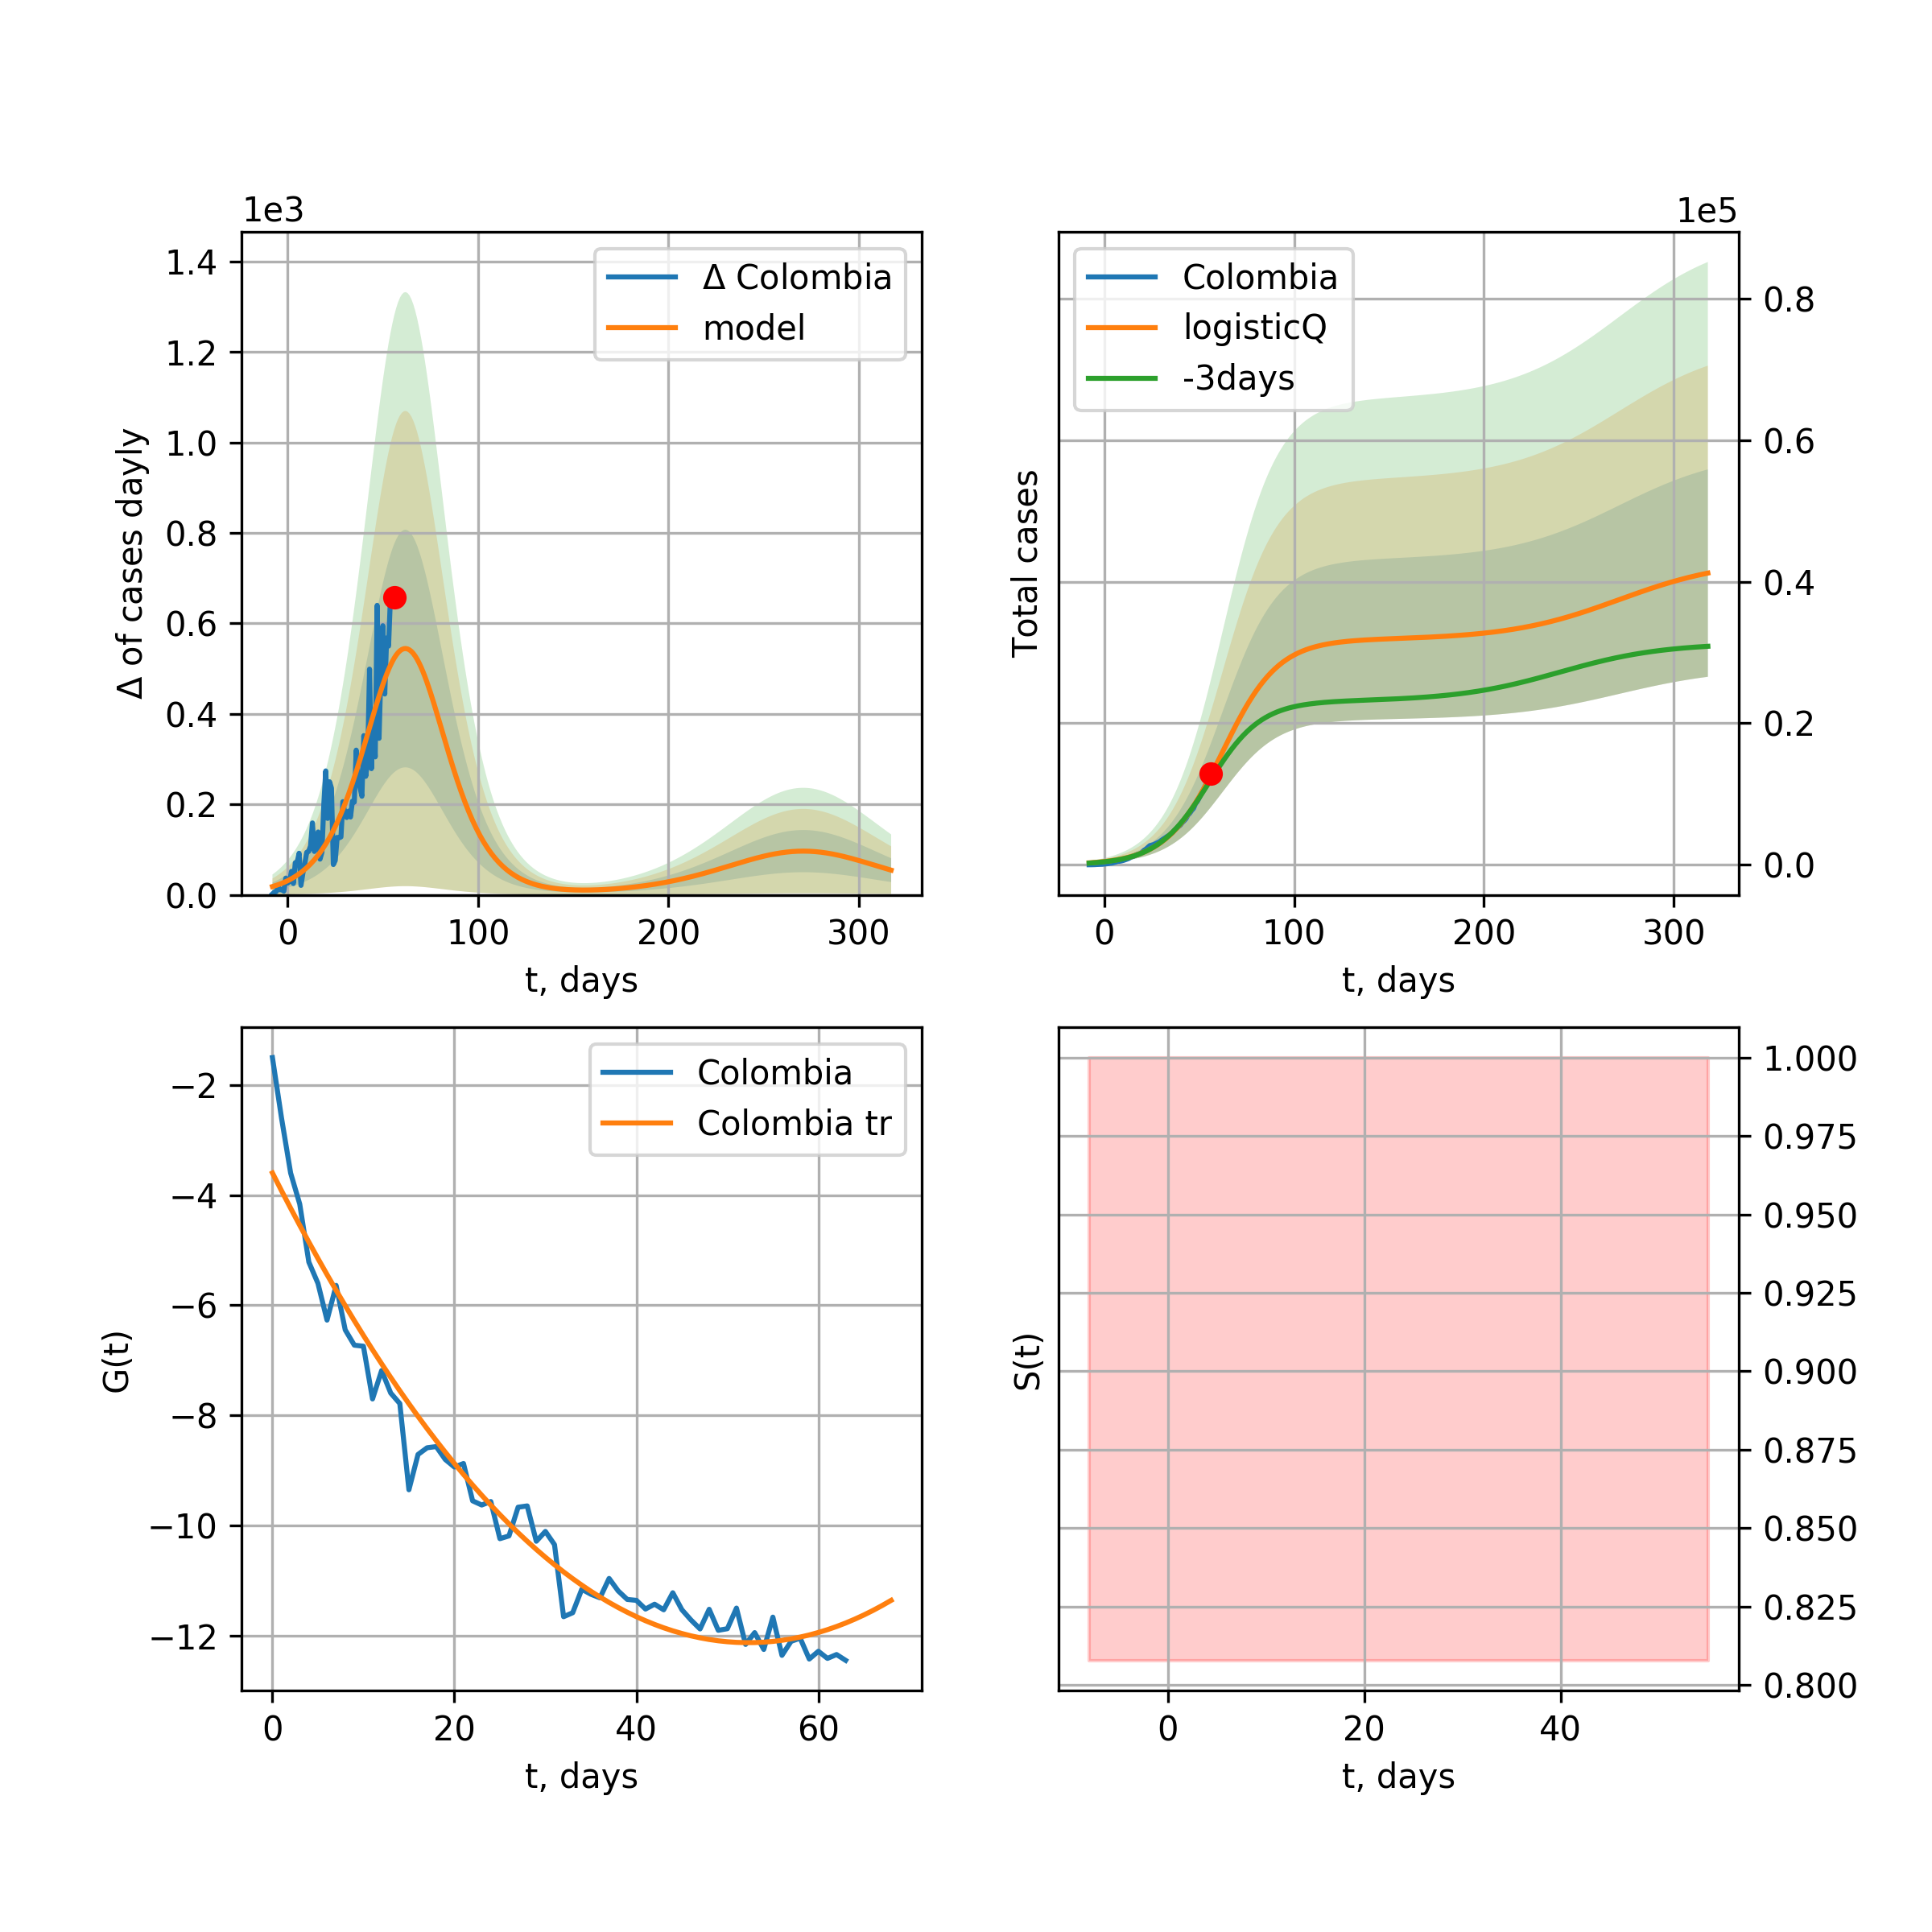 1e3
1.4
1.2
1.0
0.8
0.6
0.4
0.2
0.0
Δ of cases dayly
Δ Colombia
model
0 100 200 300
t, days
1e5
0.8
0.6
0.4
0.2
0.0
Total cases
Colombia
logisticQ
-3days
0 100 200 300
t, days
−2
−4
−6
−8
−10
−12
G(t)
Colombia
Colombia tr
0 20 40 60
t, days
1.000
0.975
0.950
0.925
0.900
0.875
0.850
0.825
0.800
S(t)
0 20 40
t, days